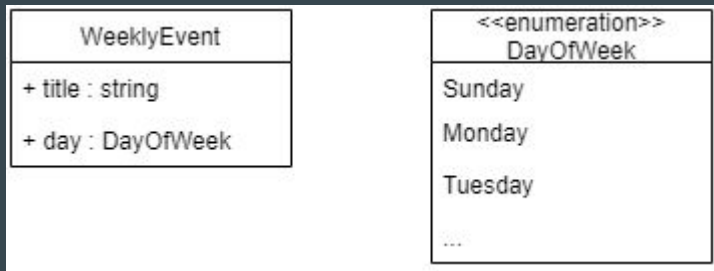 WeeklyEvent
+ title : string
+ day : DayOfWeek
<<enumeration>>
DayOfWeek
Sunday
Monday
Tuesday
...